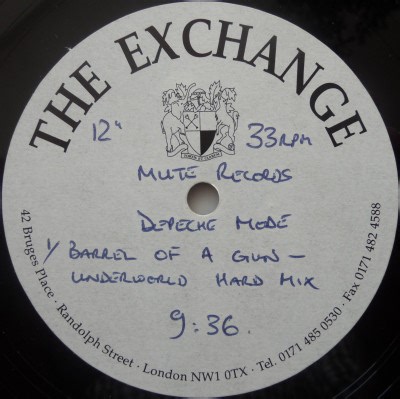 THE EXCHANGE
12" 33RPM
MUTE RECORDS
DEPECHE MODE
1/ BARREL OF A GUN –
UNDERWORLD HARD MIX
9:36.
42 Bruges Place · Randolph Street · London NW1 0TX · Tel. 0171 485 0530 · Fax 0171 482 4588